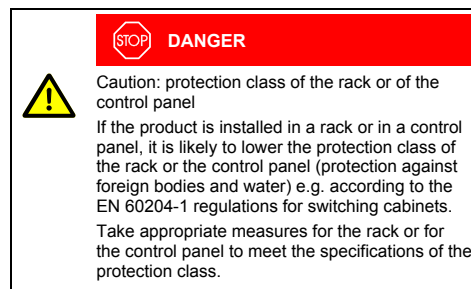 STOP DANGER
Caution: protection class of the rack or of the
control panel
If the product is installed in a rack or in a control
panel, it is likely to lower the protection class of
the rack or the control panel (protection against
foreign bodies and water) e.g. according to the
EN 60204-1 regulations for switching cabinets.
Take appropriate measures for the rack or for
the control panel to meet the specifications of the
protection class.